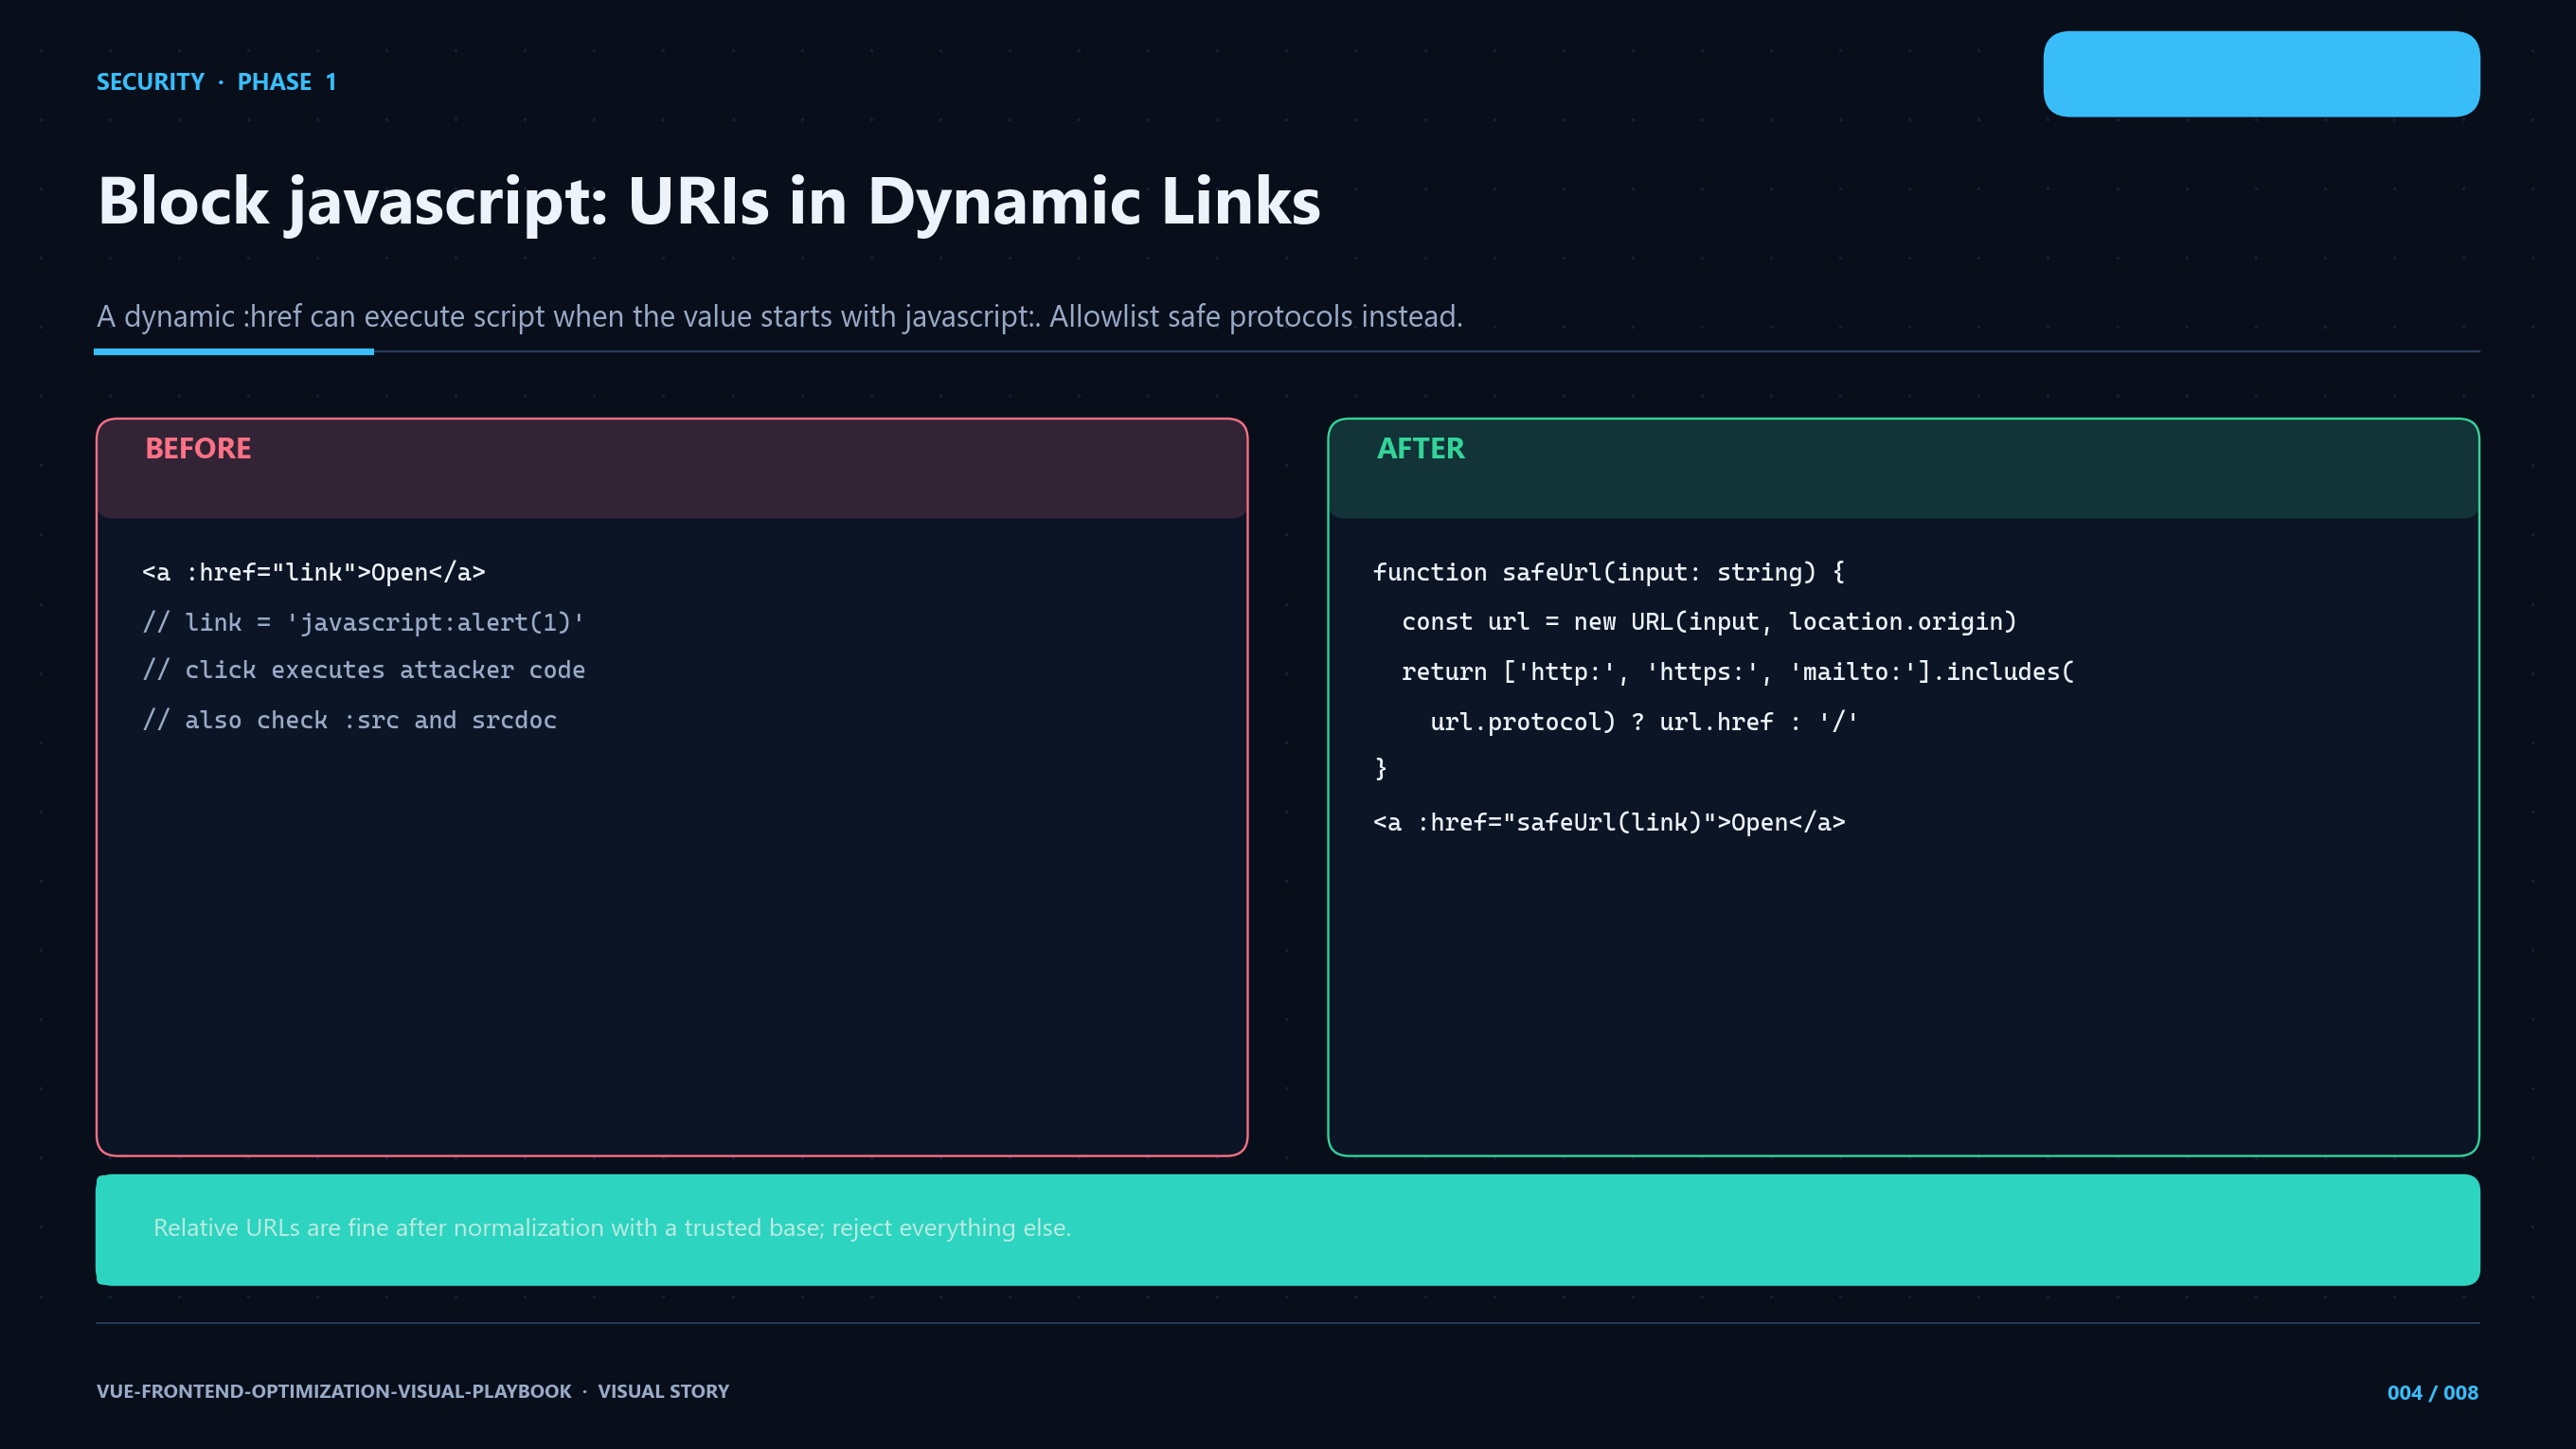 SECURITY · PHASE 1
Block javascript: URIs in Dynamic Links
A dynamic :href can execute script when the value starts with javascript:. Allowlist safe protocols instead.
BEFORE
<a :href="link">Open</a>
// link = 'javascript:alert(1)'
// click executes attacker code
// also check :src and srcdoc
AFTER
function safeUrl(input: string) {
  const url = new URL(input, location.origin)
  return ['http:', 'https:', 'mailto:'].includes(
    url.protocol) ? url.href : '/'
}
<a :href="safeUrl(link)">Open</a>
Relative URLs are fine after normalization with a trusted base; reject everything else.
VUE-FRONTEND-OPTIMIZATION-VISUAL-PLAYBOOK · VISUAL STORY
004 / 008